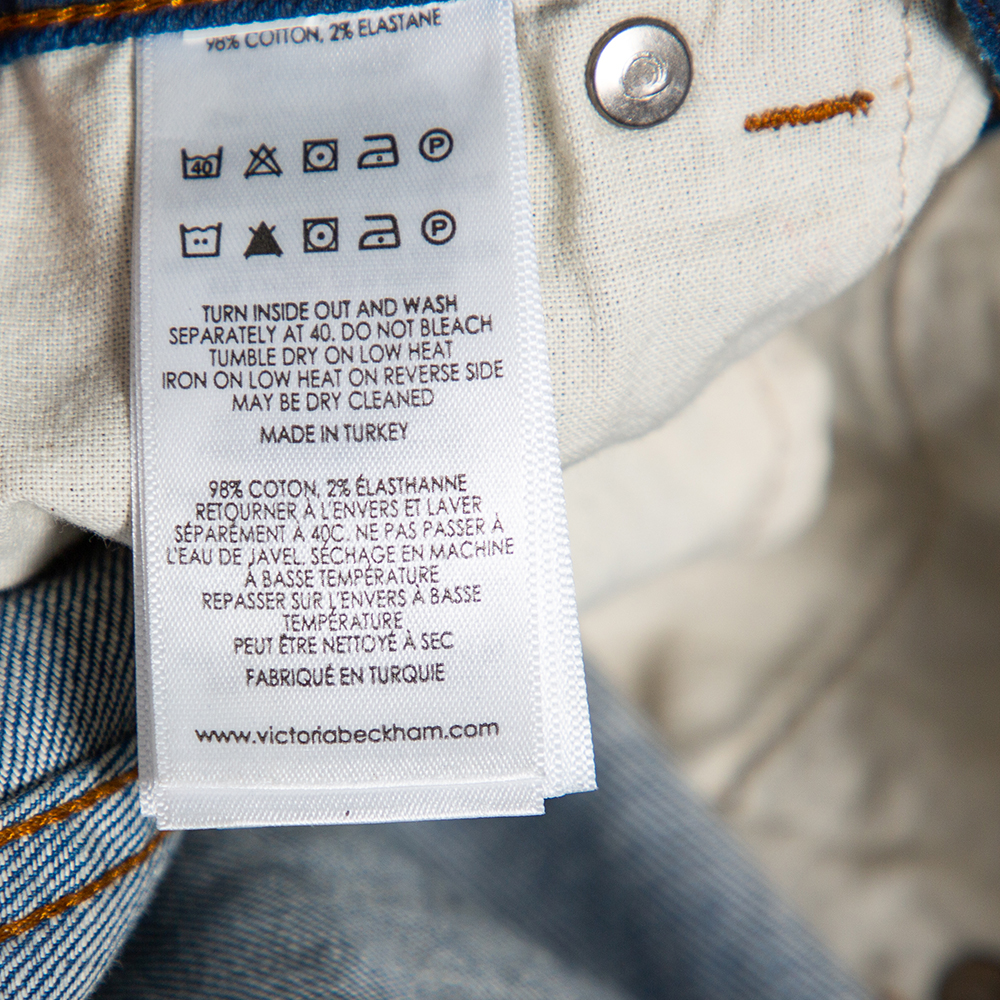 98% COTTON, 2% ELASTANE
40 P
P
TURN INSIDE OUT AND WASH
SEPARATELY AT 40. DO NOT BLEACH
TUMBLE DRY ON LOW HEAT
IRON ON LOW HEAT ON REVERSE SIDE
MAY BE DRY CLEANED
MADE IN TURKEY
98% COTON, 2% ÉLASTHANNE
RETOURNER À L'ENVERS ET LAVER
SÉPARÉMENT À 40C. NE PAS PASSER À
L'EAU DE JAVEL. SÉCHAGE EN MACHINE
À BASSE TEMPÉRATURE
REPASSER SUR L'ENVERS À BASSE
TEMPÉRATURE
PEUT ÊTRE NETTOYÉ À SEC
FABRIQUÉ EN TURQUIE
www.victoriabeckham.com